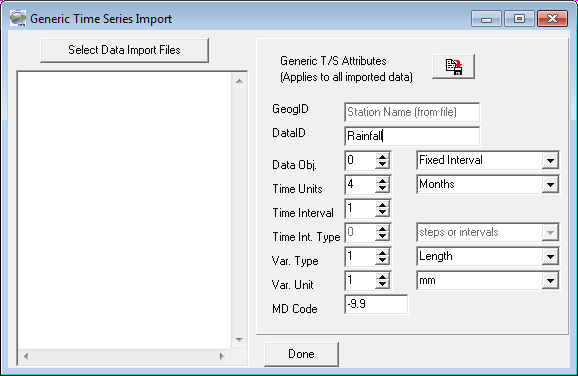 Generic Time Series Import
Select Data Import Files
Generic T/S Attributes
(Applies to all imported data)
GeogID Station Name (from file)
DataID Rainfall
Data Obj. 0 Fixed Interval
Time Units 4 Months
Time Interval 1
Time Int. Type 0 steps or intervals
Var. Type 1 Length
Var. Unit 1 mm
MD Code -9.9
Done